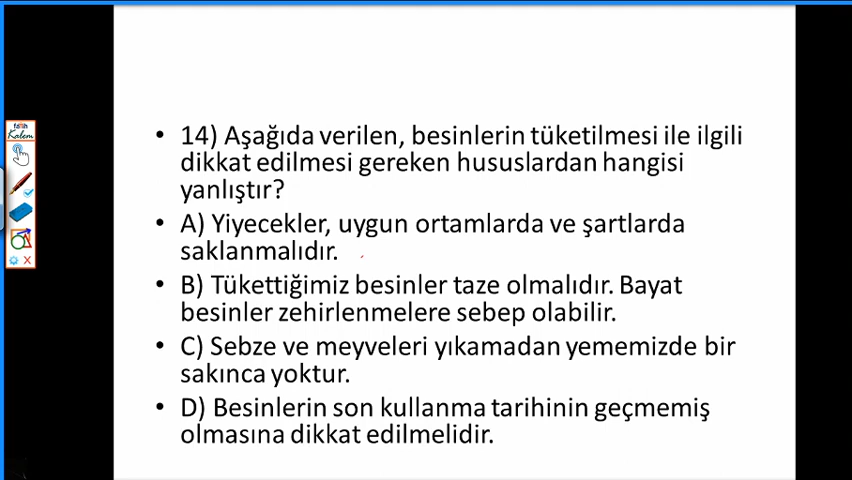 fatih
Kalem
• 14) Aşağıda verilen, besinlerin tüketilmesi ile ilgili
dikkat edilmesi gereken hususlardan hangisi
yanlıştır?
• A) Yiyecekler, uygun ortamlarda ve şartlarda
saklanmalıdır.
• B) Tükettiğimiz besinler taze olmalıdır. Bayat
besinler zehirlenmelere sebep olabilir.
• C) Sebze ve meyveleri yıkamadan yememizde bir
sakınca yoktur.
• D) Besinlerin son kullanma tarihinin geçmemiş
olmasına dikkat edilmelidir.